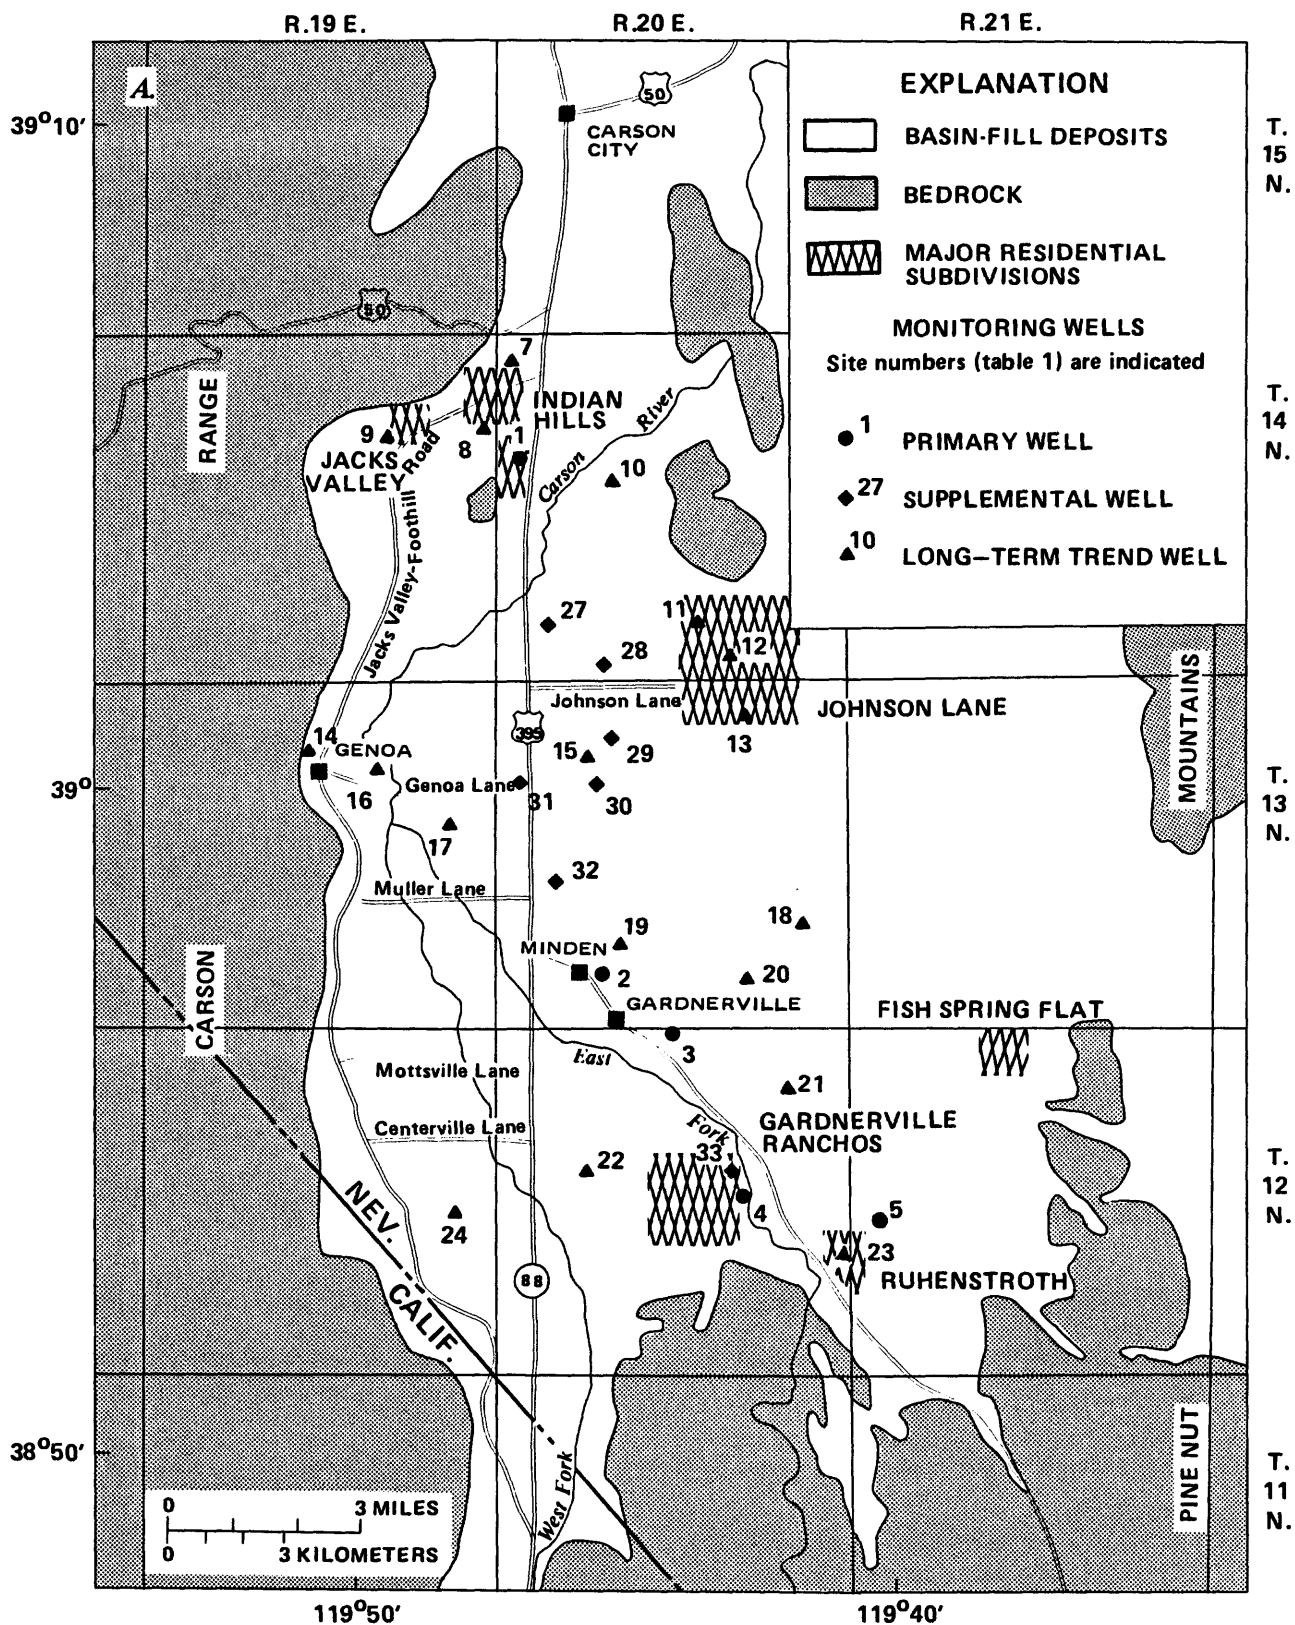 R.19 E.
R.20 E.
R.21 E.
A.
39°10'
39°
38°50'
119°50'
119°40'
T.
15
N.
T.
14
N.
T.
13
N.
T.
12
N.
T.
11
N.
EXPLANATION
BASIN-FILL DEPOSITS
BEDROCK
MAJOR RESIDENTIAL
SUBDIVISIONS
MONITORING WELLS
Site numbers (table 1) are indicated
1
PRIMARY WELL
27
SUPPLEMENTAL WELL
10
LONG-TERM TREND WELL
50
CARSON
CITY
50
RANGE
7
INDIAN
HILLS
9
8
1
JACKS
VALLEY
Jacks Valley-Foothill Road
Carson River
10
27
28
11
12
Johnson Lane
JOHNSON LANE
13
395
14
GENOA
16
Genoa Lane
15
29
31
30
17
MOUNTAINS
32
Muller Lane
19
18
MINDEN
2
20
GARDNERVILLE
CARSON
FISH SPRING FLAT
3
East Fork
Mottsville Lane
21
GARDNERVILLE
RANCHOS
Centerville Lane
33
22
4
5
24
NEV.
CALIF.
88
23
RUHENSTROTH
West Fork
PINE NUT
0
3 MILES
0
3 KILOMETERS